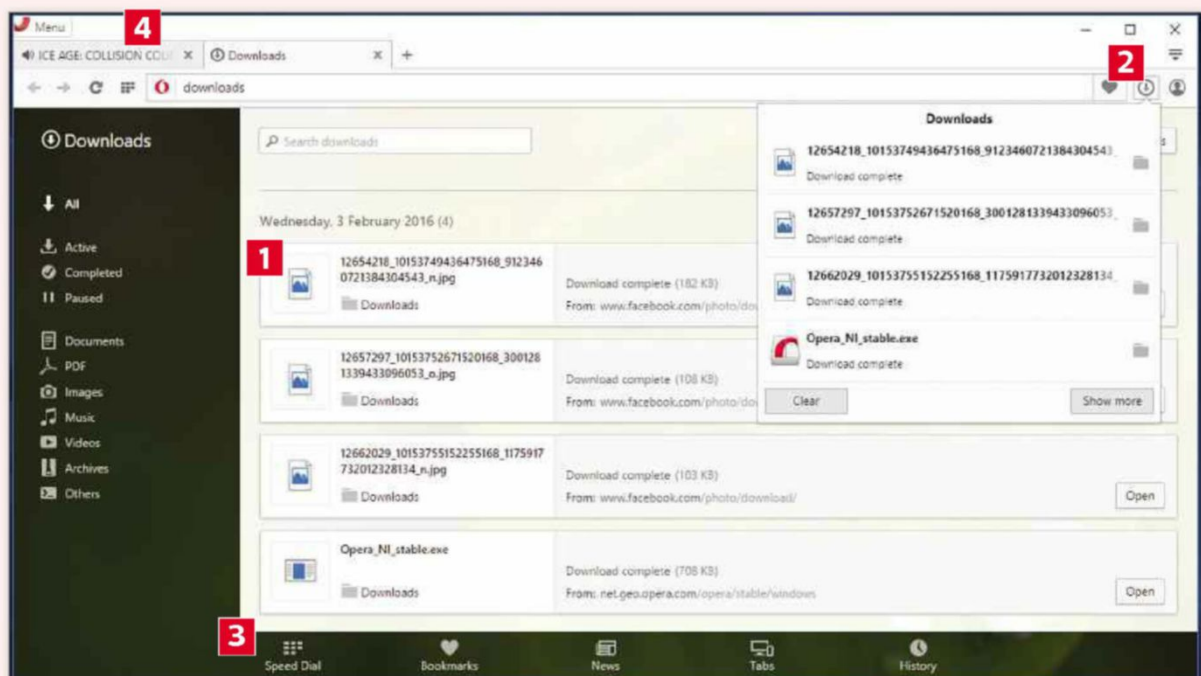 Menu
4
ICE AGE: COLLISION COU
Downloads
2
downloads
Downloads
Search downloads
All
Active
Completed
Paused
Documents
PDF
Images
Music
Videos
Archives
Others
Wednesday, 3 February 2016 (4)
1
12654218_10153749436475168_912346
0721384304543_n.jpg
Downloads
Download complete (182 KB)
From: www.facebook.com/photo/do
12657297_10153752671520168_300128
1339433096053_n.jpg
Downloads
Download complete (108 KB)
From: www.facebook.com/photo/do
12662029_10153755152255168_1175917
732012328134_n.jpg
Downloads
Download complete (103 KB)
From: www.facebook.com/photo/download/
Open
Opera_NI_stable.exe
Downloads
Download complete (708 KB)
From: net.geo.opera.com/opera/stable/windows
Open
Downloads
12654218_10153749436475168_9123460721384304543_
Download complete
12657297_10153752671520168_3001281339433096053_
Download complete
12662029_10153755152255168_1175917732012328134_
Download complete
Opera_NI_stable.exe
Download complete
Clear
Show more
3
Speed Dial
Bookmarks
News
Tabs
History